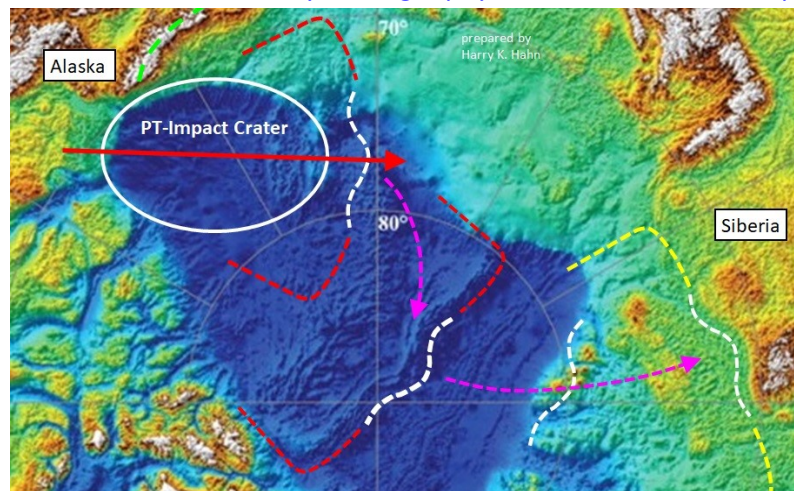 70°
prepared by
Harry K. Hahn
Alaska
PT-Impact Crater
80°
Siberia